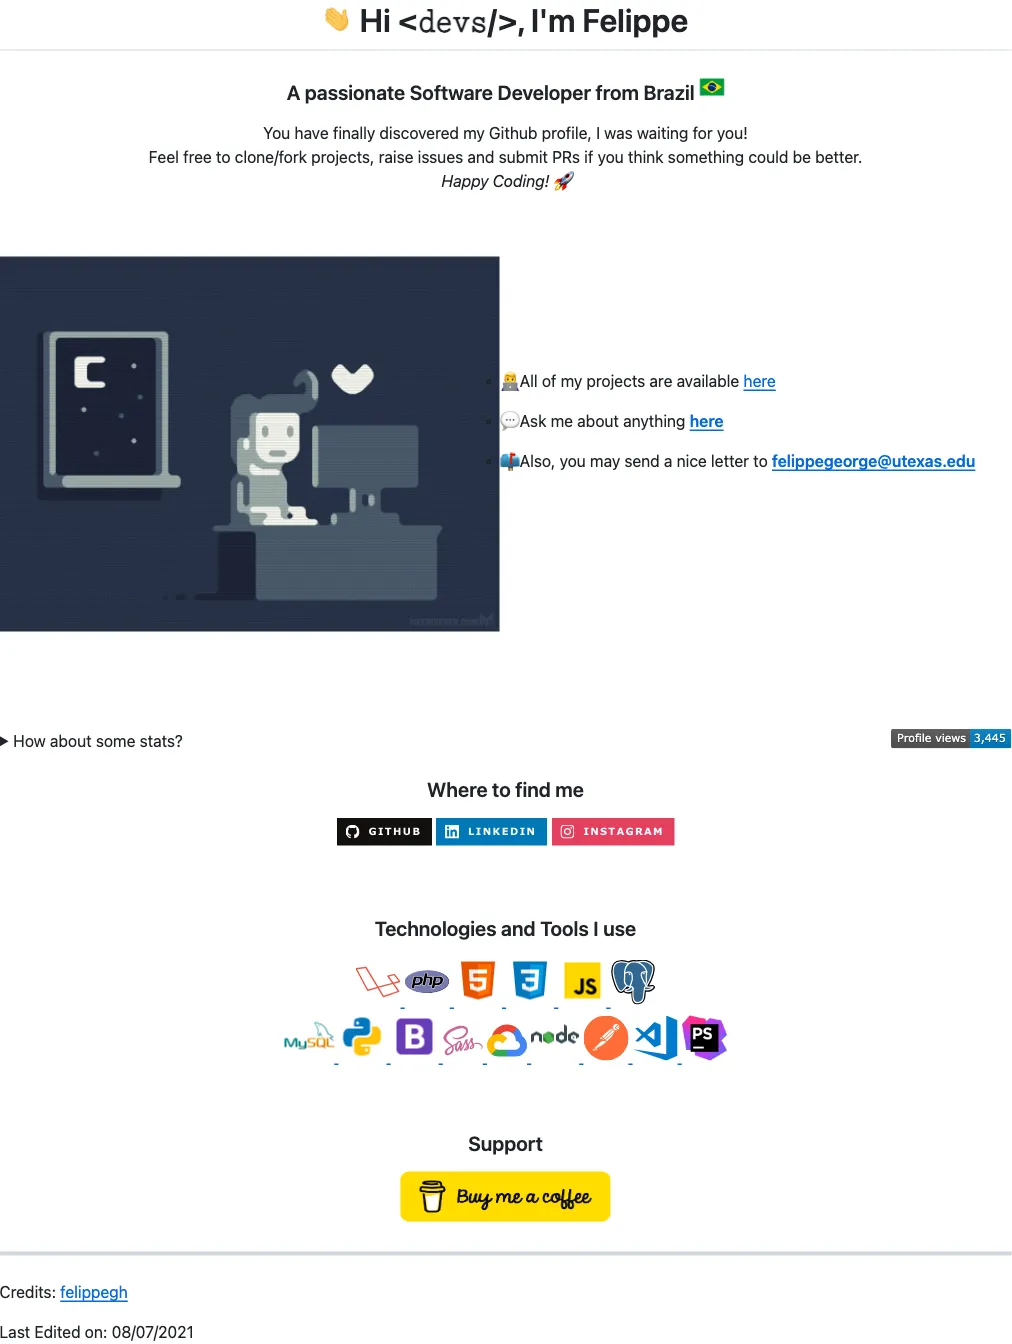 👋 Hi <devs/>, I'm Felippe
A passionate Software Developer from Brazil 🇧🇷
You have finally discovered my Github profile, I was waiting for you!
Feel free to clone/fork projects, raise issues and submit PRs if you think something could be better.
Happy Coding! 🚀
👨‍💻All of my projects are available here
💬Ask me about anything here
📫Also, you may send a nice letter to felippegeorge@utexas.edu
How about some stats?
Profile views 3,445
Where to find me
GITHUB LINKEDIN INSTAGRAM
Technologies and Tools I use
php 5 3 JS
MySQL B Sass node PS
Support
Buy me a coffee
Credits: felippegh
Last Edited on: 08/07/2021